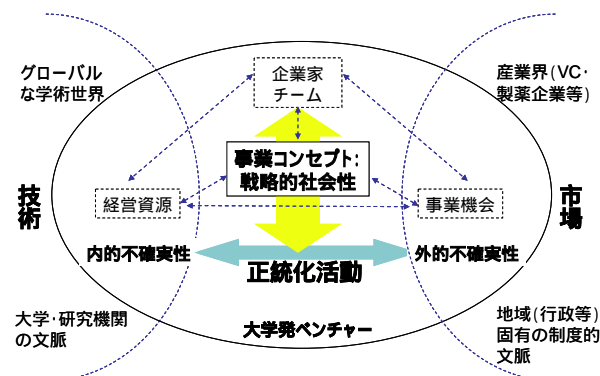 グローバル
な学術世界
企業家
チーム
産業界(VC・
製薬企業等)
事業コンセプト:
戦略的社会性
技術
経営資源
事業機会
市場
内的不確実性
外的不確実性
正統化活動
大学・研究機関
の文脈
大学発ベンチャー
地域(行政等)
固有の制度的
文脈